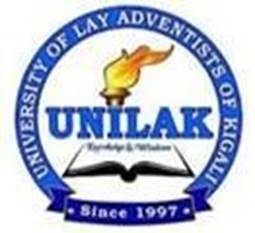 UNIVERSITY OF LAY ADVENTISTS OF KIGALI
UNILAK
Knowledge & Wisdom
• Since 1997 •